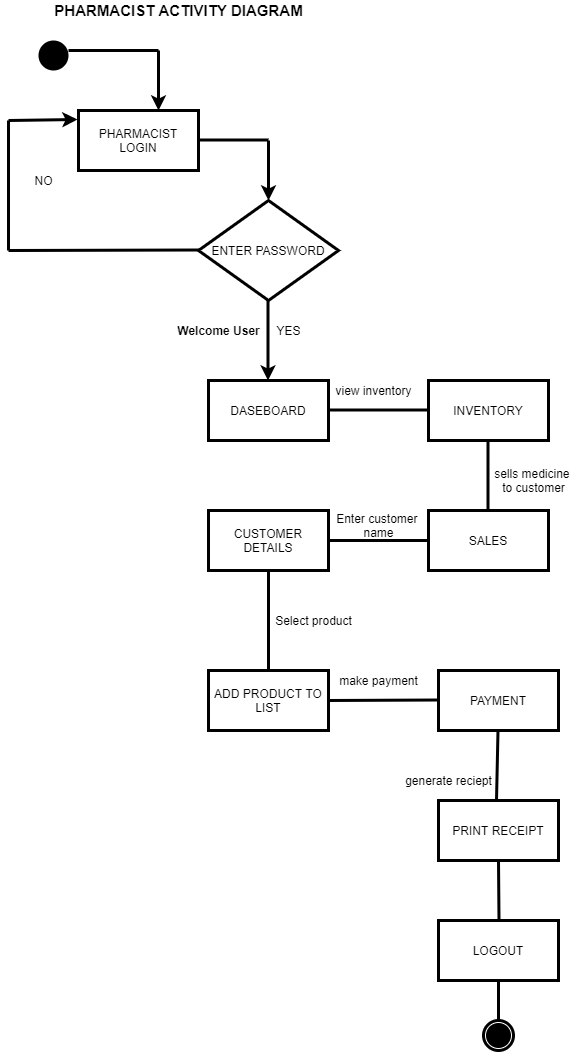 PHARMACIST ACTIVITY DIAGRAM
PHARMACIST
LOGIN
NO
ENTER PASSWORD
Welcome User
YES
DASEBOARD
view inventory
INVENTORY
sells medicine
to customer
CUSTOMER
DETAILS
Enter customer
name
SALES
Select product
ADD PRODUCT TO
LIST
make payment
PAYMENT
generate reciept
PRINT RECEIPT
LOGOUT